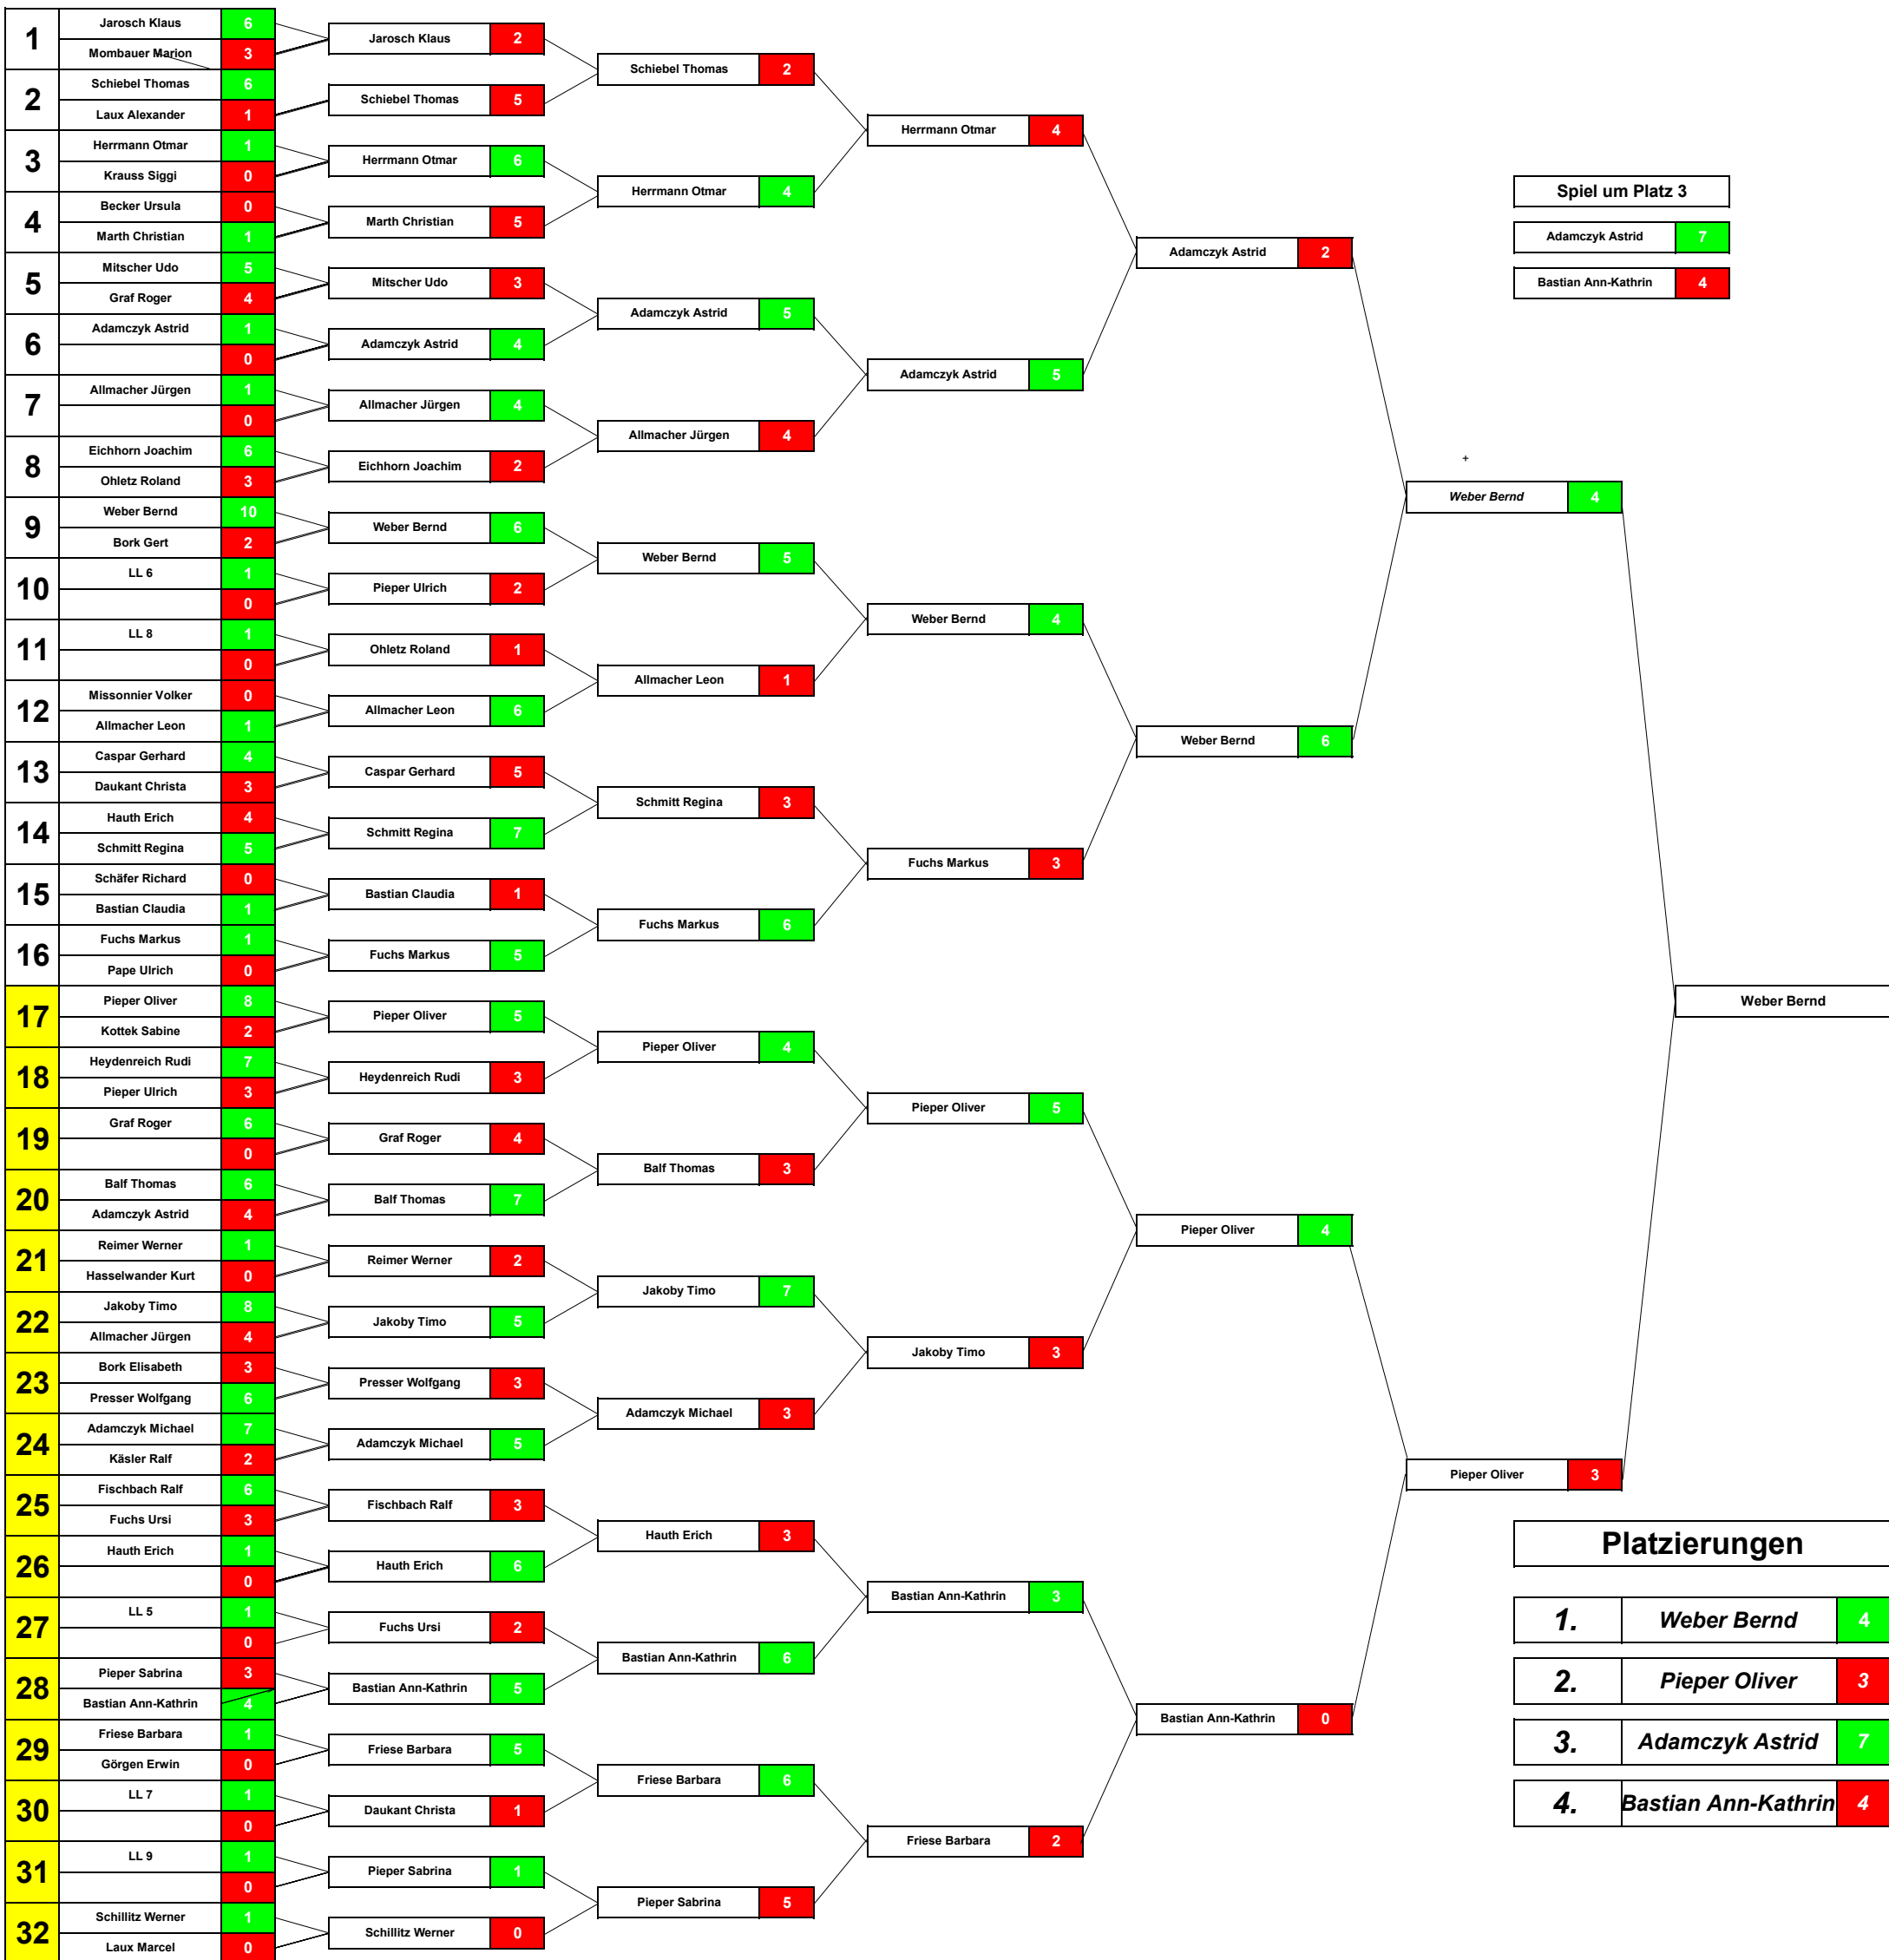 1
Jarosch Klaus 6
Mombauer Marion 3
2
Schiebel Thomas 6
Laux Alexander 1
3
Herrmann Otmar 1
Krauss Siggi 0
4
Becker Ursula 0
Marth Christian 1
5
Mitscher Udo 5
Graf Roger 4
6
Adamczyk Astrid 1
0
7
Allmacher Jürgen 1
0
8
Eichhorn Joachim 6
Ohletz Roland 3
9
Weber Bernd 10
Bork Gert 2
10
LL 6 1
0
11
LL 8 1
0
12
Missonnier Volker 0
Allmacher Leon 1
13
Caspar Gerhard 4
Daukant Christa 3
14
Hauth Erich 4
Schmitt Regina 5
15
Schäfer Richard 0
Bastian Claudia 1
16
Fuchs Markus 1
Pape Ulrich 0
17
Pieper Oliver 8
Kottek Sabine 2
18
Heydenreich Rudi 7
Pieper Ulrich 3
19
Graf Roger 6
0
20
Balf Thomas 6
Adamczyk Astrid 4
21
Reimer Werner 1
Hasselwander Kurt 0
22
Jakoby Timo 8
Allmacher Jürgen 4
23
Bork Elisabeth 3
Presser Wolfgang 6
24
Adamczyk Michael 7
Käsler Ralf 2
25
Fischbach Ralf 6
Fuchs Ursi 3
26
Hauth Erich 1
0
27
LL 5 1
0
28
Pieper Sabrina 3
Bastian Ann-Kathrin 4
29
Friese Barbara 1
Görgen Erwin 0
30
LL 7 1
0
31
LL 9 1
0
32
Schillitz Werner 1
Laux Marcel 0
Jarosch Klaus 2
Schiebel Thomas 5
Herrmann Otmar 6
Marth Christian 5
Mitscher Udo 3
Adamczyk Astrid 4
Allmacher Jürgen 4
Eichhorn Joachim 2
Weber Bernd 6
Pieper Ulrich 2
Ohletz Roland 1
Allmacher Leon 6
Caspar Gerhard 5
Schmitt Regina 7
Bastian Claudia 1
Fuchs Markus 5
Pieper Oliver 5
Heydenreich Rudi 3
Graf Roger 4
Balf Thomas 7
Reimer Werner 2
Jakoby Timo 5
Presser Wolfgang 3
Adamczyk Michael 5
Fischbach Ralf 3
Hauth Erich 6
Fuchs Ursi 2
Bastian Ann-Kathrin 5
Friese Barbara 5
Daukant Christa 1
Pieper Sabrina 1
Schillitz Werner 0
Schiebel Thomas 2
Herrmann Otmar 4
Adamczyk Astrid 5
Allmacher Jürgen 4
Weber Bernd 5
Allmacher Leon 1
Schmitt Regina 3
Fuchs Markus 6
Pieper Oliver 4
Balf Thomas 3
Jakoby Timo 7
Adamczyk Michael 3
Hauth Erich 3
Bastian Ann-Kathrin 6
Friese Barbara 6
Pieper Sabrina 5
Herrmann Otmar 4
Adamczyk Astrid 5
Weber Bernd 4
Fuchs Markus 3
Pieper Oliver 5
Jakoby Timo 3
Bastian Ann-Kathrin 3
Friese Barbara 2
Adamczyk Astrid 2
Weber Bernd 6
Pieper Oliver 4
Bastian Ann-Kathrin 0
+
Weber Bernd 4
Pieper Oliver 3
Weber Bernd
Spiel um Platz 3
Adamczyk Astrid 7
Bastian Ann-Kathrin 4
Platzierungen
1. Weber Bernd 4
2. Pieper Oliver 3
3. Adamczyk Astrid 7
4. Bastian Ann-Kathrin 4